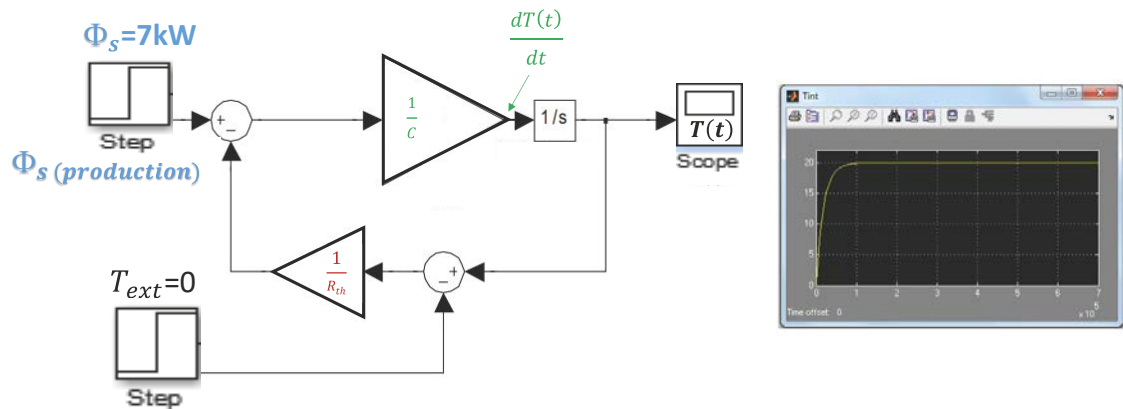 Φs=7kW
Step
Φs (production)
+
−
1/C
dT(t)/dt
1/s
T(t)
Scope
1/Rth
+
−
Text=0
Step
Tint
20
15
10
5
0
0 1 2 3 4 5 6 7
x 10^5
Time offset: 0